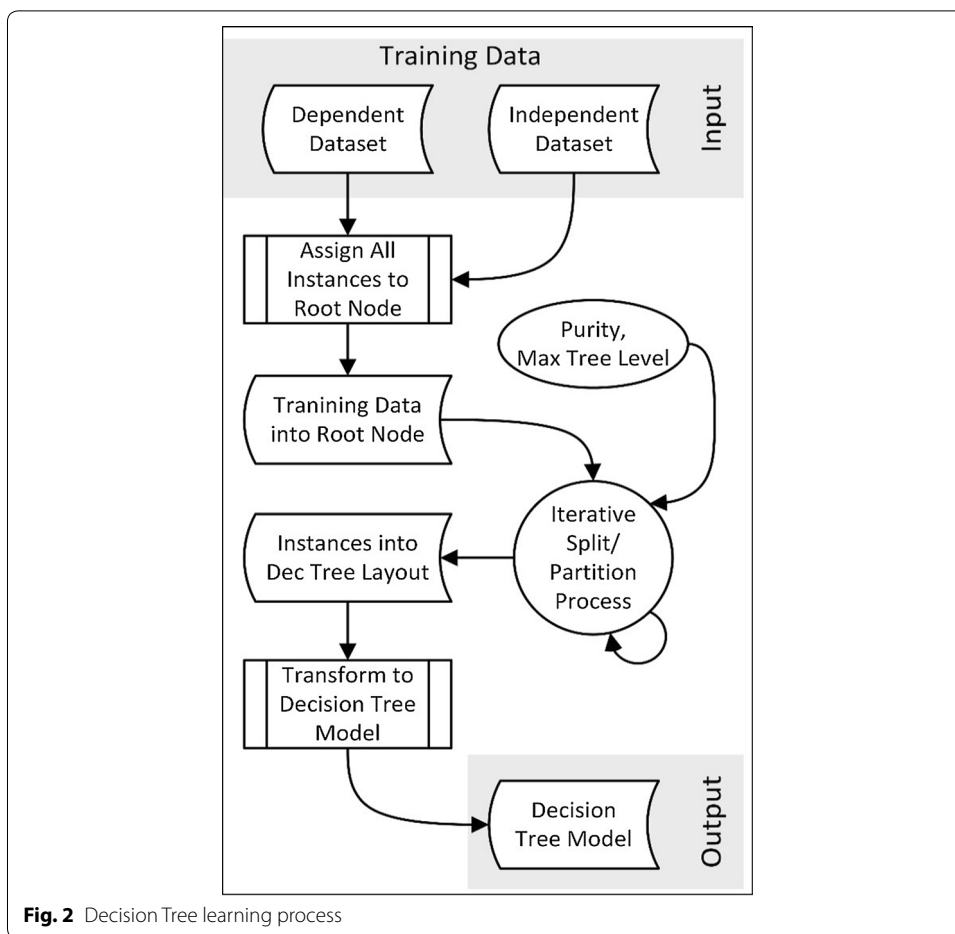 Training Data
Input
Dependent
Dataset
Independent
Dataset
Assign All
Instances to
Root Node
Purity,
Max Tree Level
Tranining Data
into Root Node
Iterative
Split/
Partition
Process
Instances into
Dec Tree Layout
Transform to
Decision Tree
Model
Decision
Tree Model
Output
Fig. 2 Decision Tree learning process